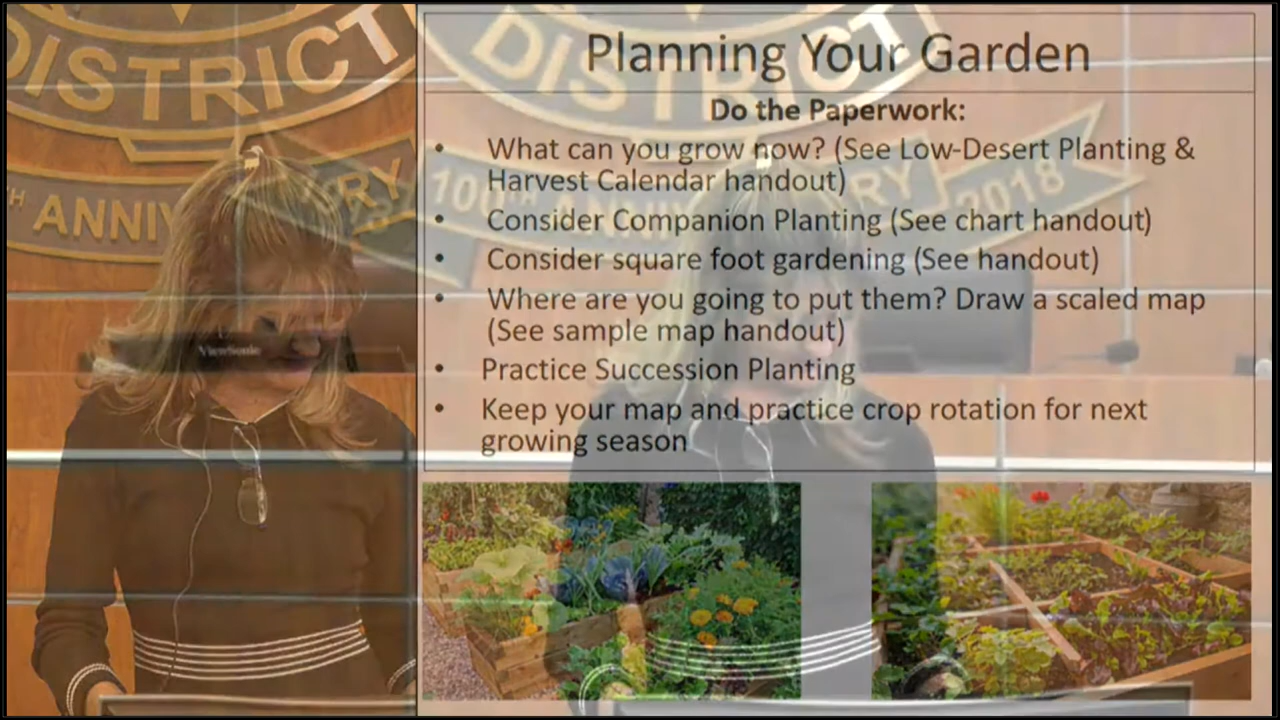 DISTRICT
TH ANNIV
DISTRICT
100TH ANNIVERSARY 2018
Planning Your Garden
Do the Paperwork:
• What can you grow now? (See Low-Desert Planting &
Harvest Calendar handout)
• Consider Companion Planting (See chart handout)
• Consider square foot gardening (See handout)
• Where are you going to put them? Draw a scaled map
(See sample map handout)
• Practice Succession Planting
• Keep your map and practice crop rotation for next
growing season
ViewSonic